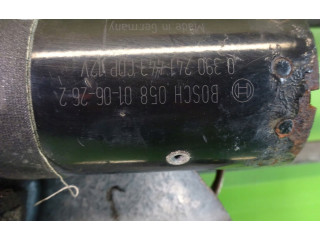 BOSCH 058 01-06-26-2
0 390 241 443 CDP 12V
Made in Germany